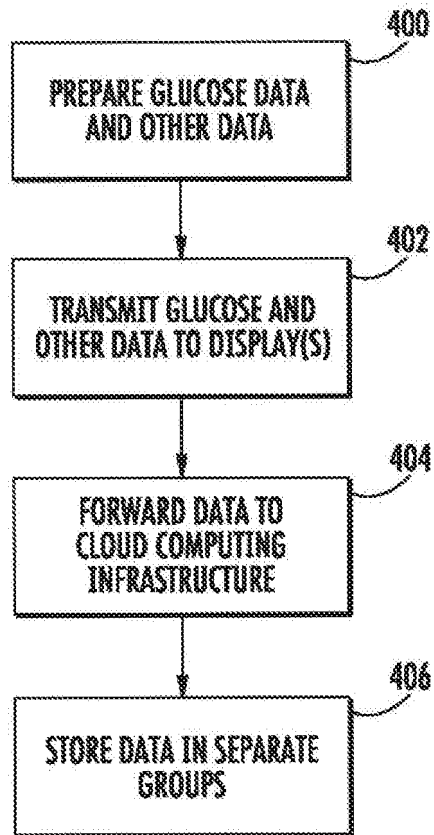 400
PREPARE GLUCOSE DATA
AND OTHER DATA
402
TRANSMIT GLUCOSE AND
OTHER DATA TO DISPLAY(S)
404
FORWARD DATA TO
CLOUD COMPUTING
INFRASTRUCTURE
406
STORE DATA IN SEPARATE
GROUPS